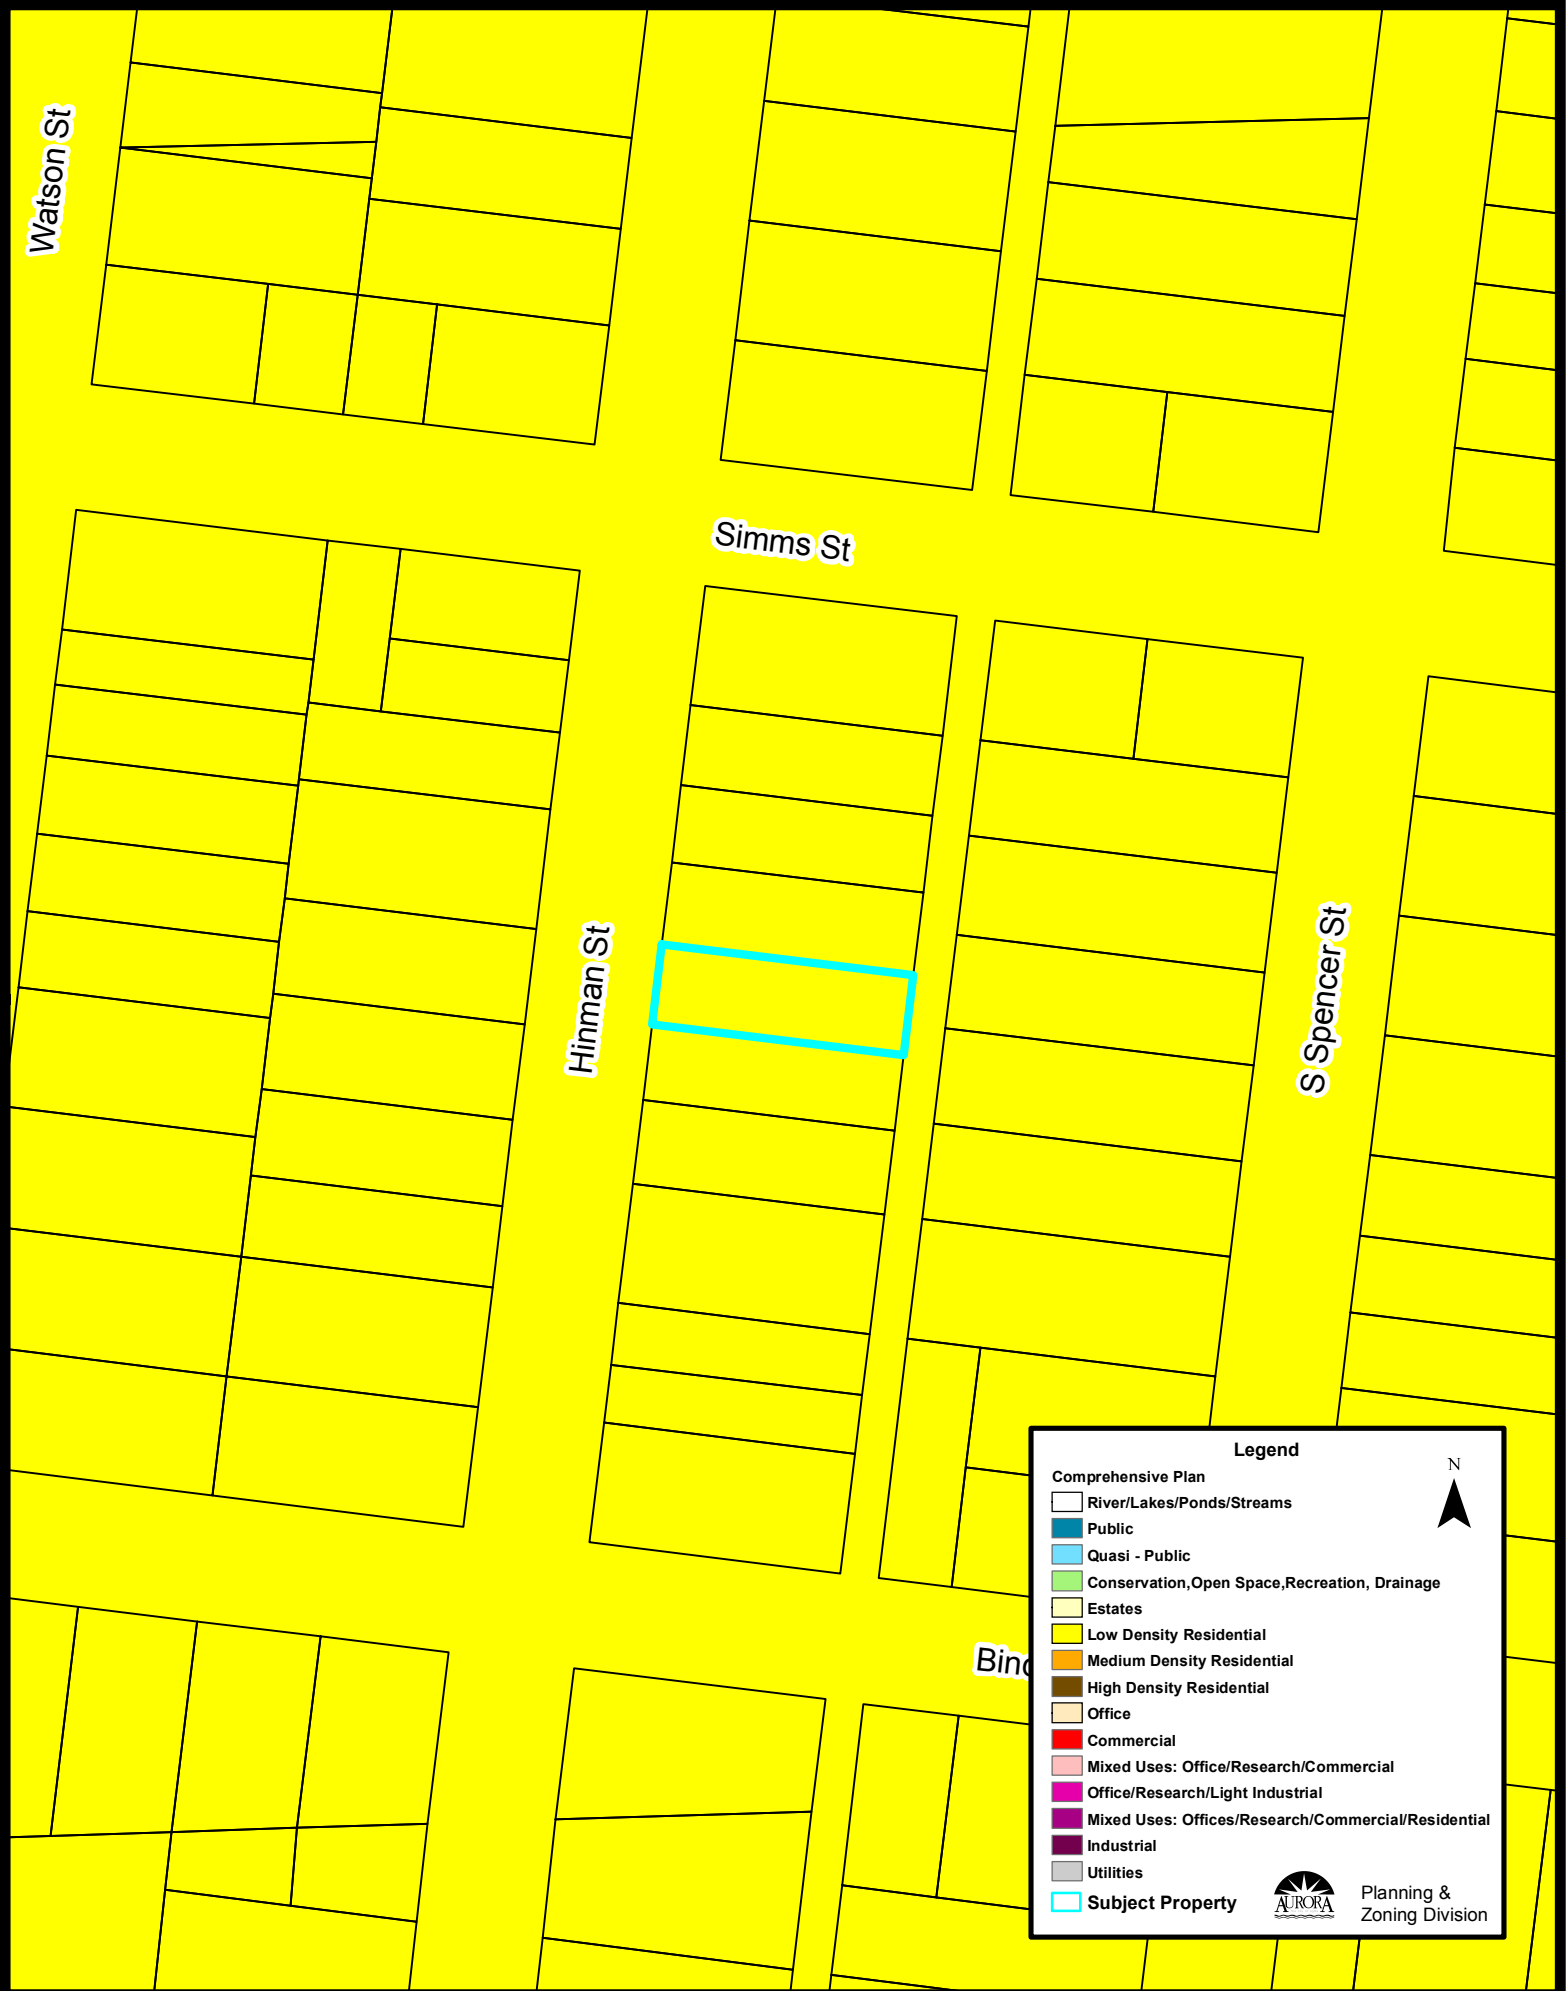 Watson St
Simms St
Hinman St
S Spencer St
Legend
N
Comprehensive Plan
River/Lakes/Ponds/Streams
Public
Quasi - Public
Conservation,Open Space,Recreation, Drainage
Estates
Low Density Residential
Medium Density Residential
High Density Residential
Office
Commercial
Mixed Uses: Office/Research/Commercial
Office/Research/Light Industrial
Mixed Uses: Offices/Research/Commercial/Residential
Industrial
Utilities
Subject Property
AURORA
Planning &
Zoning Division